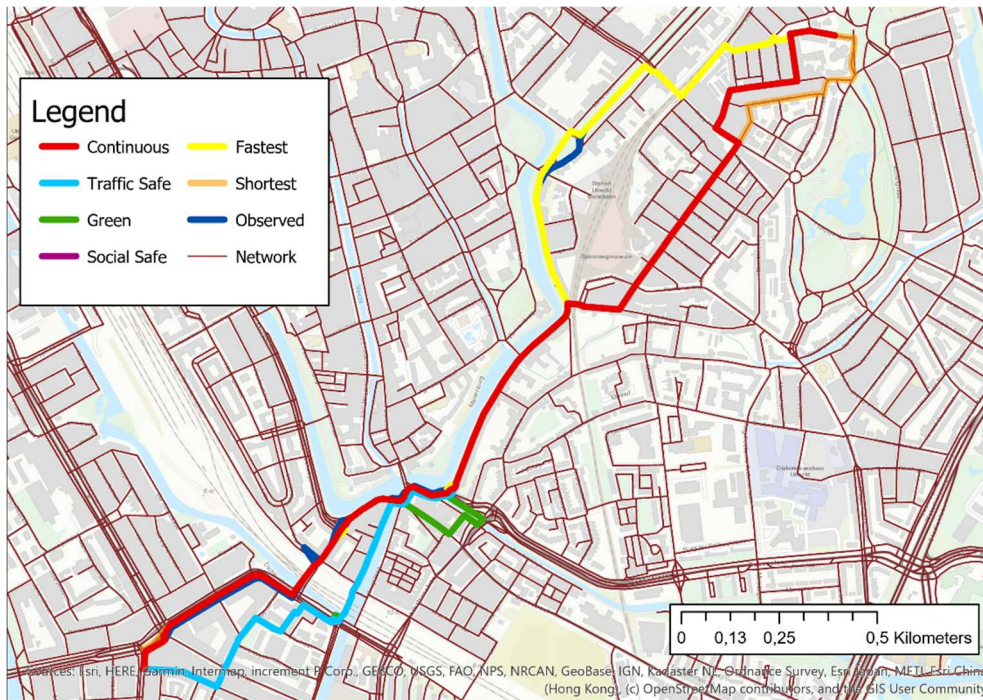 Legend
Continuous
Fastest
Traffic Safe
Shortest
Green
Observed
Social Safe
Network
Station
Utrecht
Spoorwegmuseum
Utrecht
0
0,13
0,25
0,5 Kilometers
Sources: Esri, HERE, Garmin, Intermap, increment P Corp., GEBCO, USGS, FAO, NPS, NRCAN, GeoBase, IGN, Kadaster NL, Ordnance Survey, Esri Japan, METI, Esri China
(Hong Kong), (c) OpenStreetMap contributors, and the GIS User Community